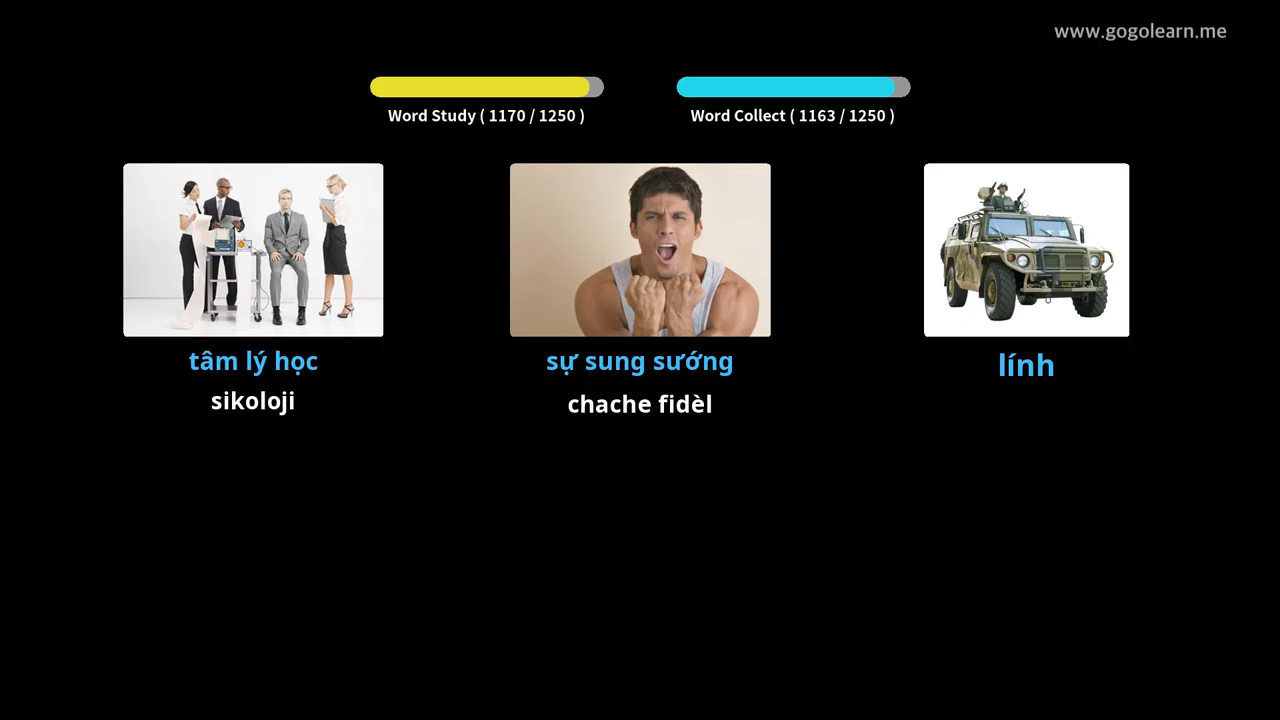 www.gogolearn.me
Word Study ( 1170 / 1250 )
Word Collect ( 1163 / 1250 )
tâm lý học
sự sung sướng
lính
sikoloji
chache fidèl